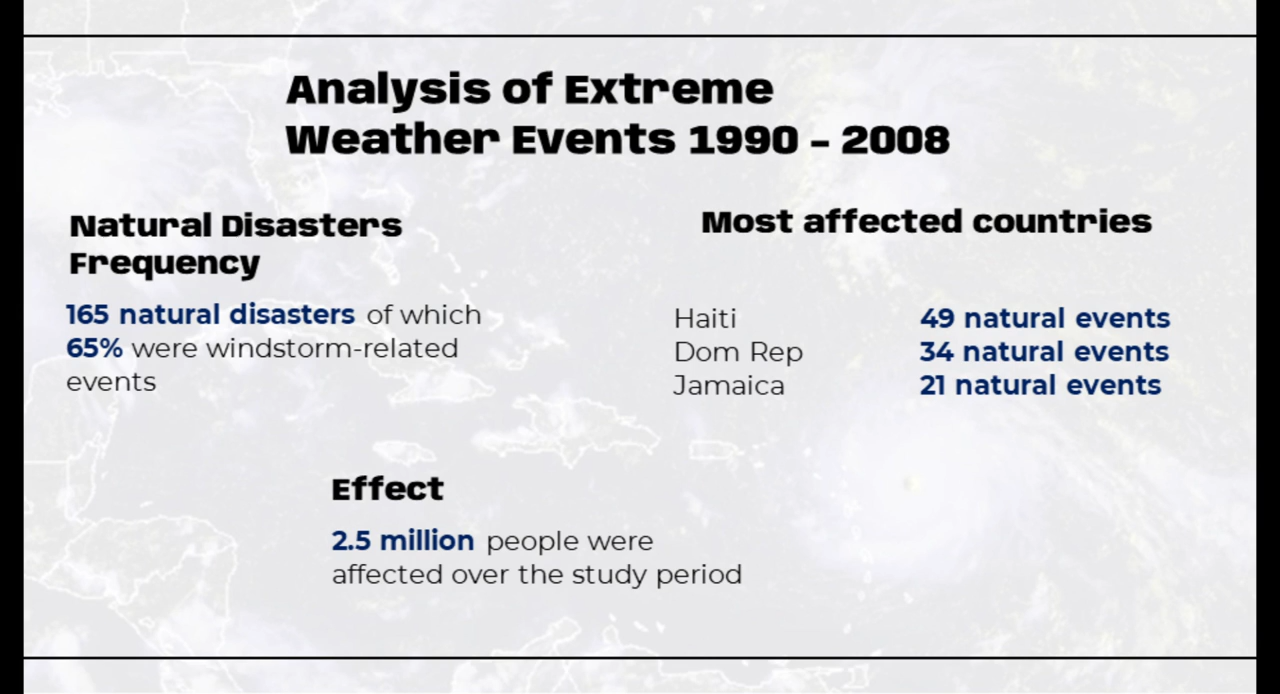 Analysis of Extreme
Weather Events 1990 – 2008
Natural Disasters
Frequency
165 natural disasters of which
65% were windstorm-related
events
Most affected countries
Haiti 49 natural events
Dom Rep 34 natural events
Jamaica 21 natural events
Effect
2.5 million people were
affected over the study period